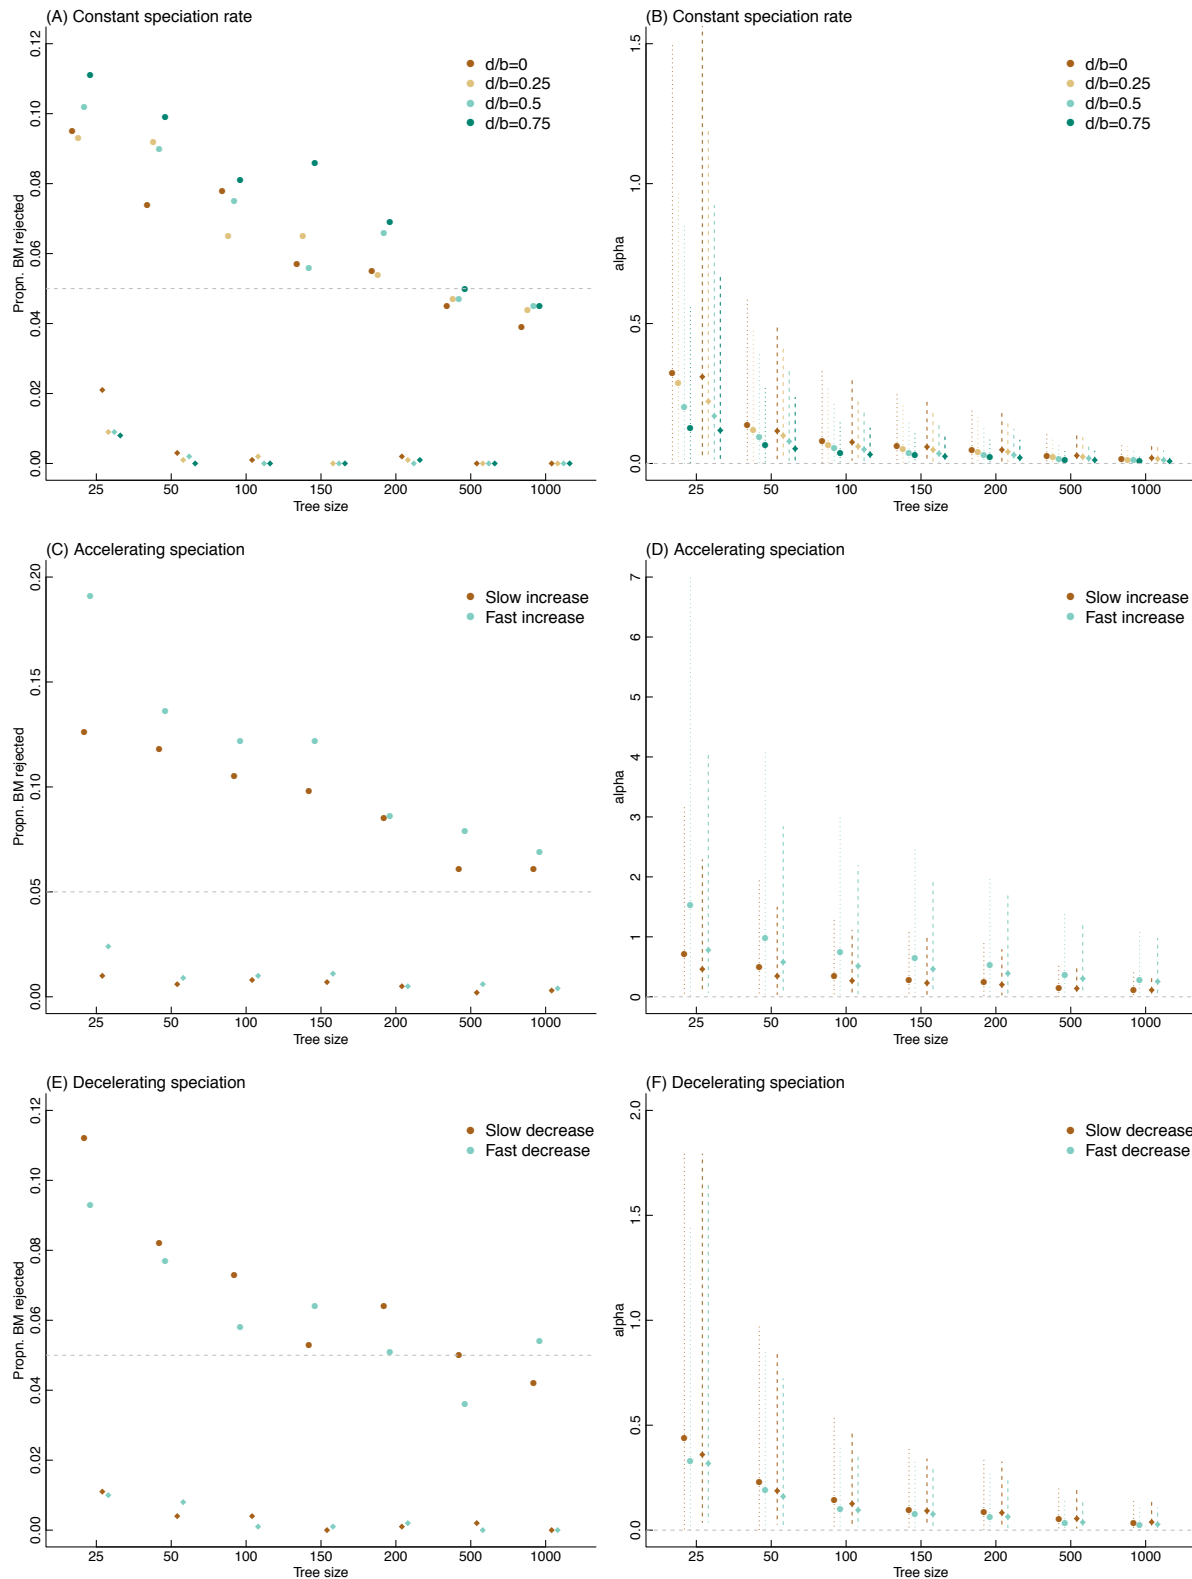 (A) Constant speciation rate
Propn. BM rejected
0.12
0.10
0.08
0.06
0.04
0.02
0.00
d/b=0
d/b=0.25
d/b=0.5
d/b=0.75
25 50 100 150 200 500 1000
Tree size
(B) Constant speciation rate
alpha
1.5
1.0
0.5
0.0
d/b=0
d/b=0.25
d/b=0.5
d/b=0.75
25 50 100 150 200 500 1000
Tree size
(C) Accelerating speciation
Propn. BM rejected
0.20
0.15
0.10
0.05
0.00
Slow increase
Fast increase
25 50 100 150 200 500 1000
Tree size
(D) Accelerating speciation
alpha
7
6
5
4
3
2
1
0
Slow increase
Fast increase
25 50 100 150 200 500 1000
Tree size
(E) Decelerating speciation
Propn. BM rejected
0.12
0.10
0.08
0.06
0.04
0.02
0.00
Slow decrease
Fast decrease
25 50 100 150 200 500 1000
Tree size
(F) Decelerating speciation
alpha
2.0
1.5
1.0
0.5
0.0
Slow decrease
Fast decrease
25 50 100 150 200 500 1000
Tree size